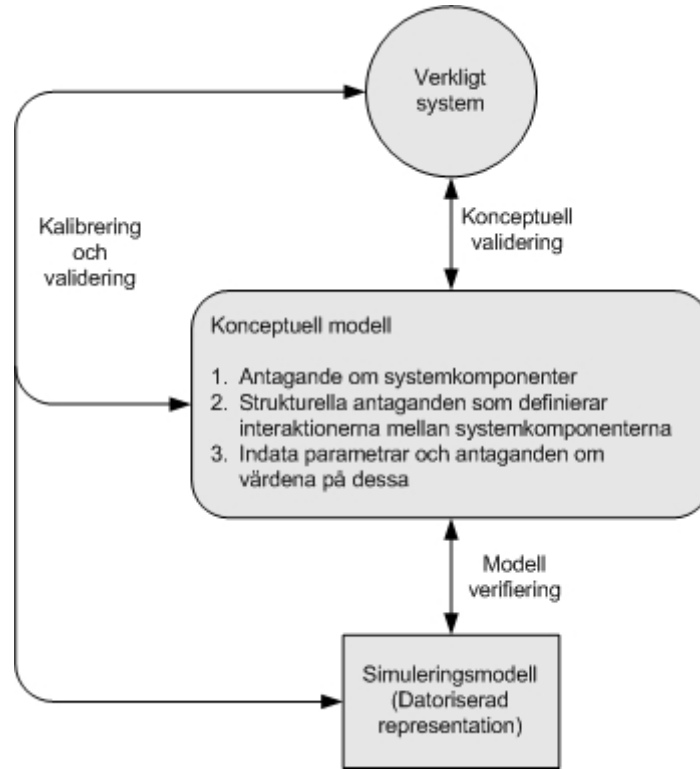 Verkligt
system
Konceptuell
validering
Kalibrering
och
validering
Konceptuell modell
1. Antagande om systemkomponenter
2. Strukturella antaganden som definierar
interaktionerna mellan systemkomponenterna
3. Indata parametrar och antaganden om
värdena på dessa
Modell
verifiering
Simuleringsmodell
(Datoriserad
representation)